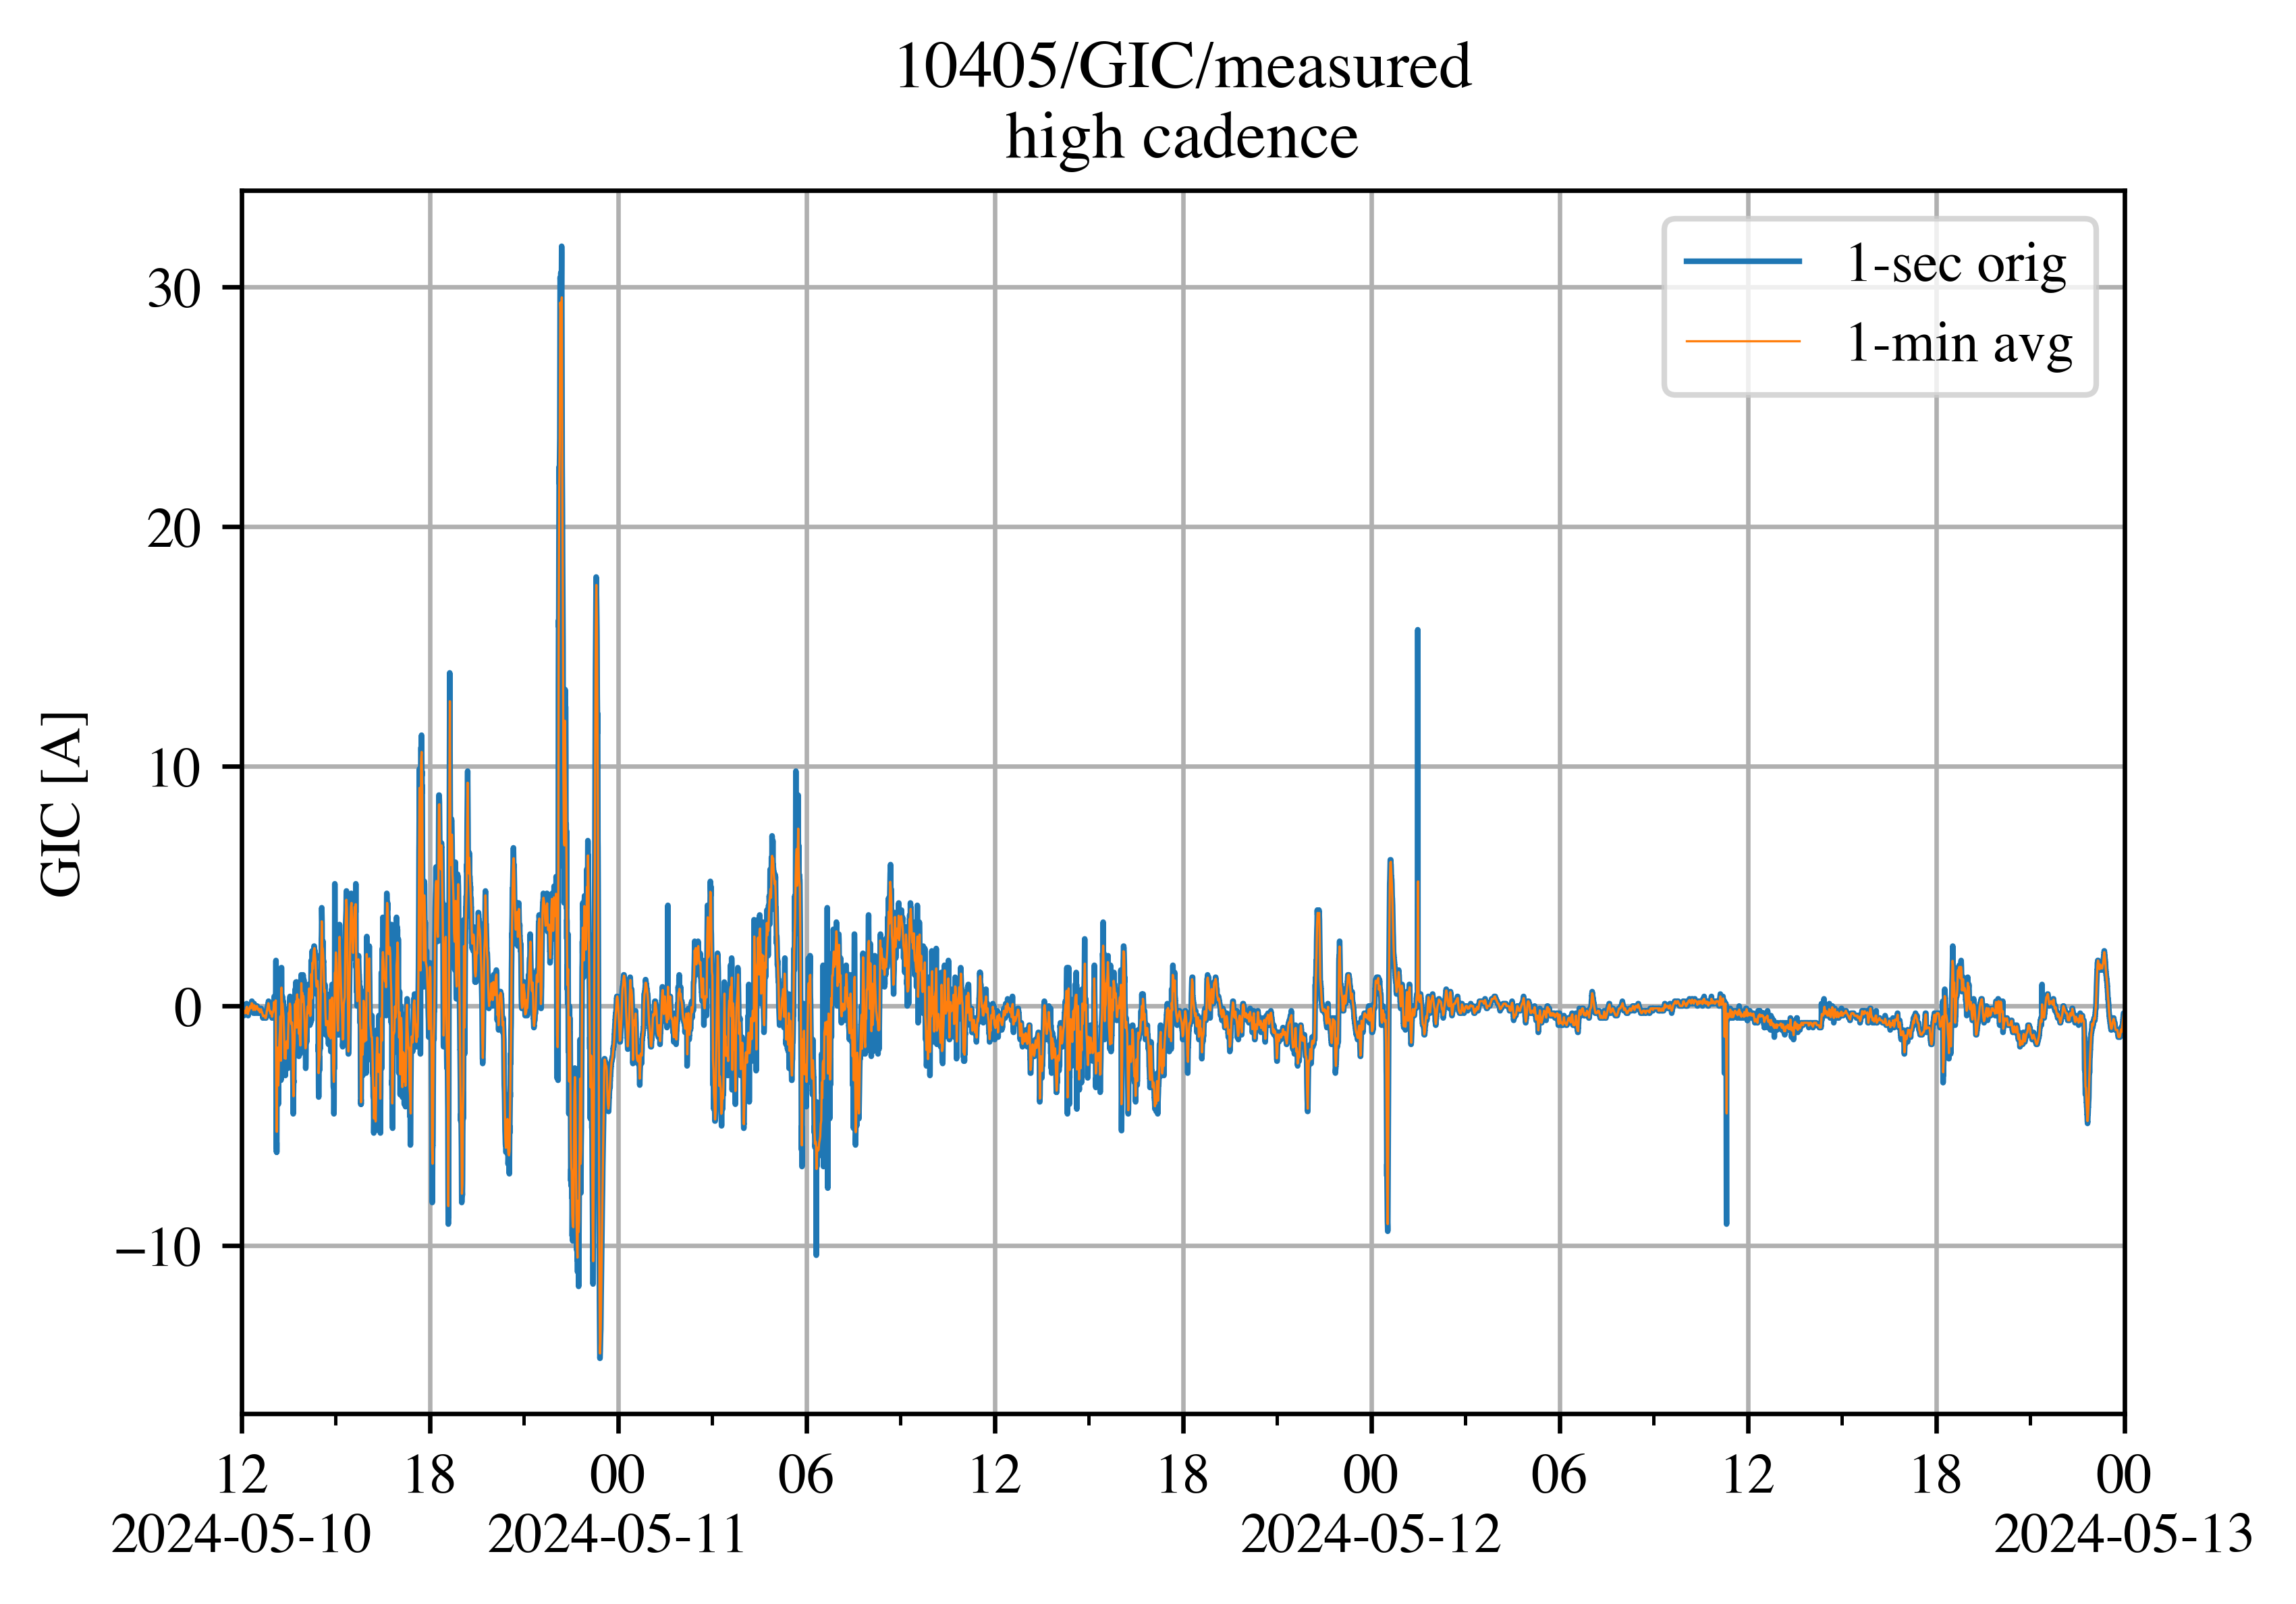 10405/GIC/measured
high cadence
1-sec orig
1-min avg
GIC [A]
30
20
10
0
−10
12 18 00 06 12 18 00 06 12 18 00
2024-05-10 2024-05-11 2024-05-12 2024-05-13